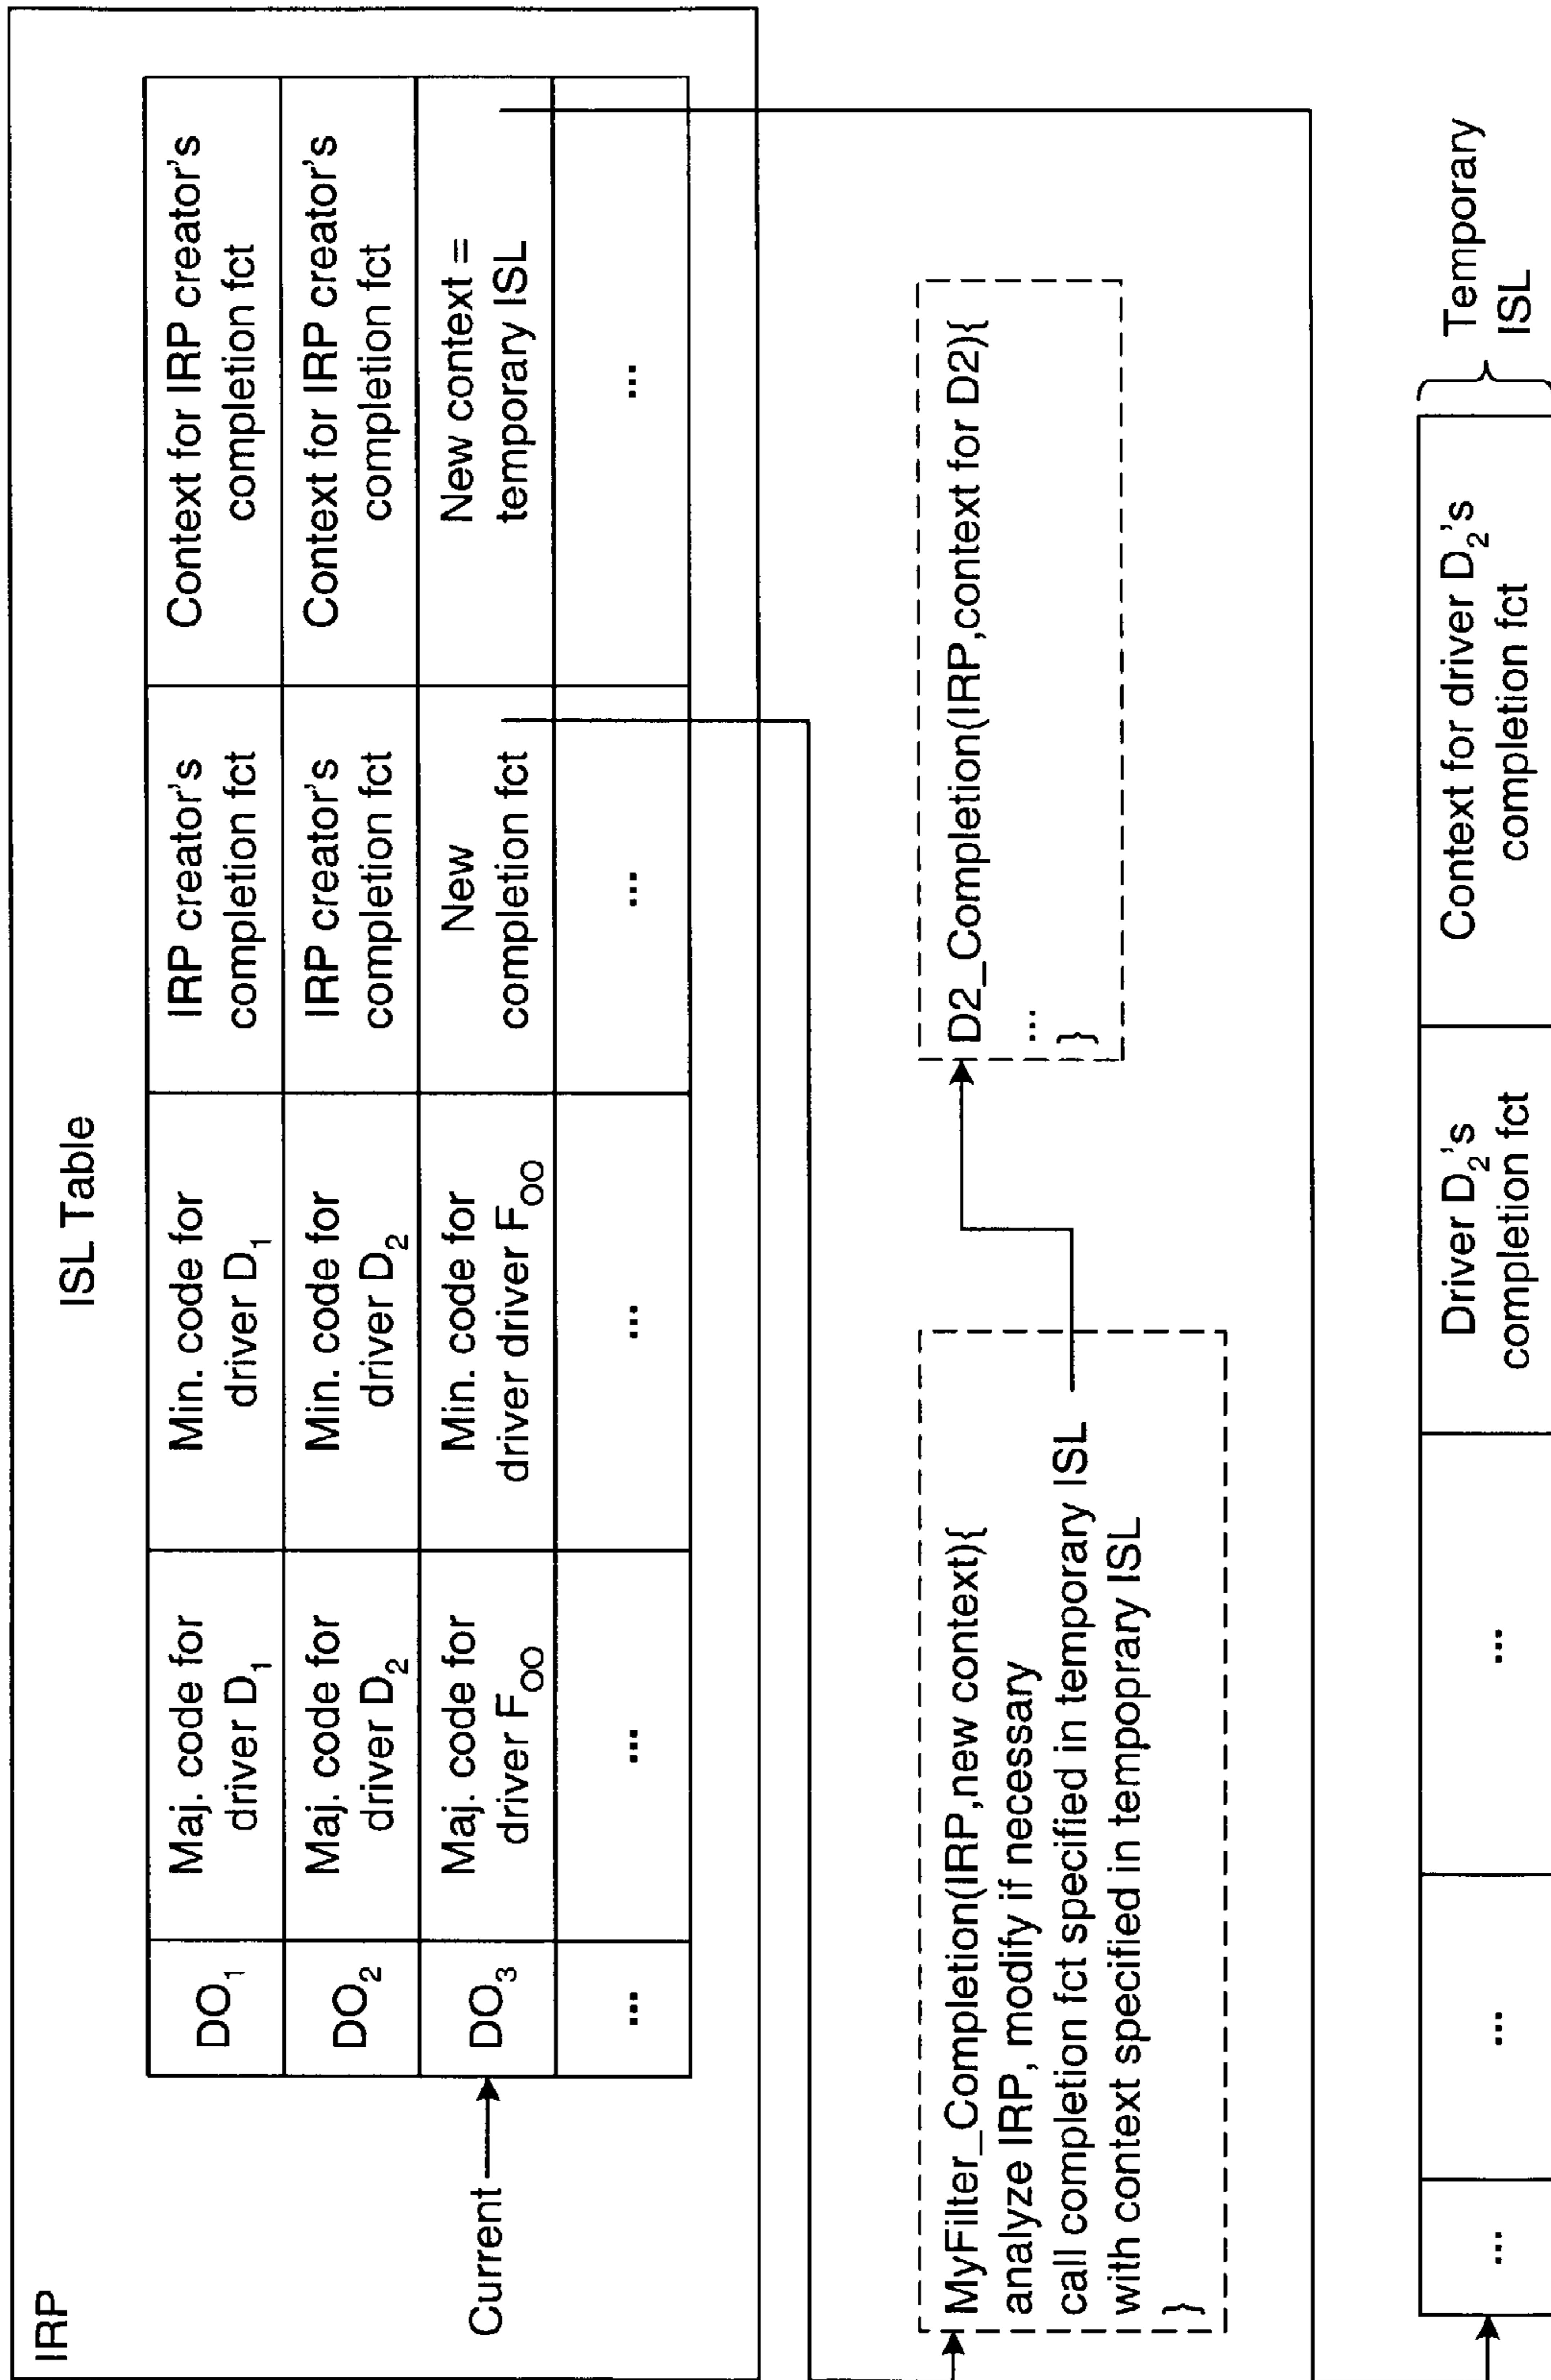 IRP
ISL Table
DO₁
Maj. code for
driver D₁
Min. code for
driver D₁
IRP creator's
completion fct
Context for IRP creator's
completion fct
DO₂
Maj. code for
driver D₂
Min. code for
driver D₂
IRP creator's
completion fct
Context for IRP creator's
completion fct
Current
DO₃
Maj. code for
driver F_OO
Min. code for
driver driver F_OO
New
completion fct
New context =
temporary ISL
...
...
...
...
...
MyFilter_Completion(IRP,new context){
analyze IRP, modify if necessary
call completion fct specified in temporary ISL
with context specified in tempoprary ISL
}
D2_Completion(IRP,context for D2){
...
}
...
...
...
Driver D₂'s
completion fct
Context for driver D₂'s
completion fct
Temporary
ISL